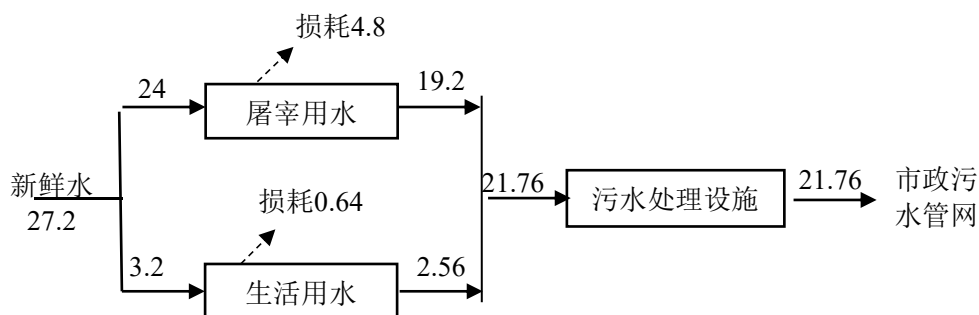 损耗4.8
24
屠宰用水
19.2
新鲜水
27.2
损耗0.64
3.2
生活用水
2.56
21.76
污水处理设施
21.76
市政污
水管网